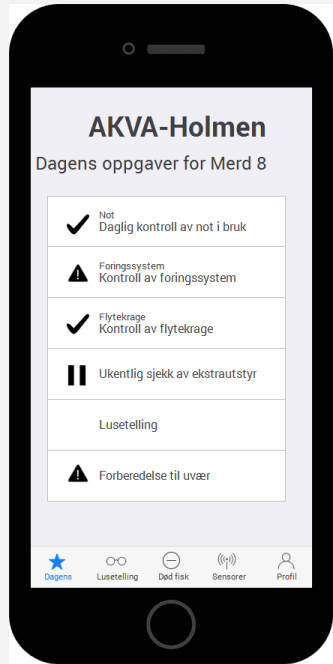 AKVA-Holmen
Dagens oppgaver for Merd 8
Not
Daglig kontroll av not i bruk
Foringssystem
Kontroll av foringssystem
Flytekrage
Kontroll av flytekrage
Ukentlig sjekk av ekstrautstyr
Lusetelling
Forberedelse til uvær
Dagens Lusetelling Død fisk Sensorer Profil